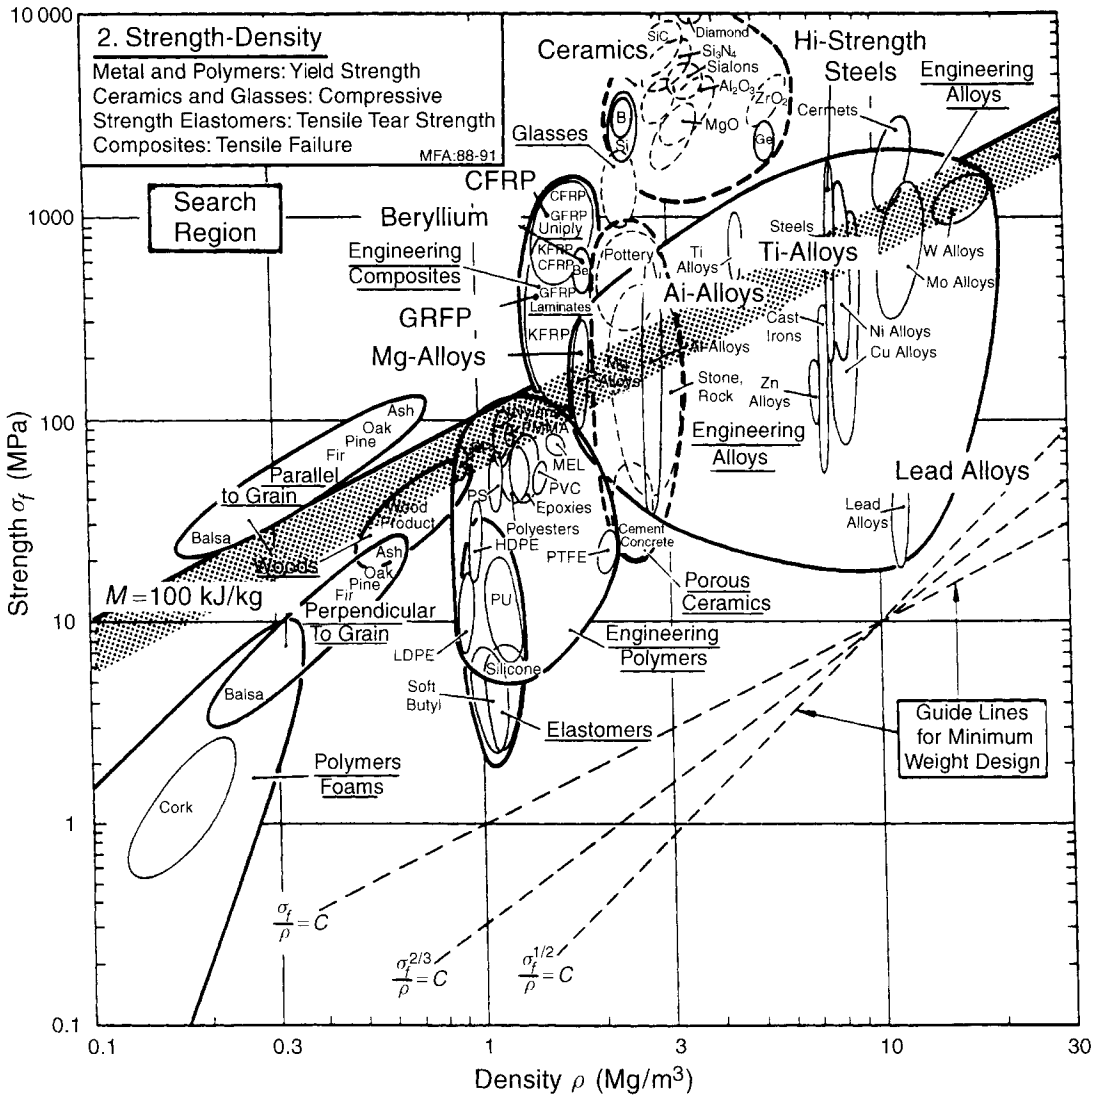 10 000
2. Strength-Density
Metal and Polymers: Yield Strength
Ceramics and Glasses: Compressive
Strength Elastomers: Tensile Tear Strength
Composites: Tensile Failure
MFA:88-91
Ceramics
SiC
Diamond
Si3N4
Sialons
Al2O3
ZrO2
MgO
B
Si
Ge
Hi-Strength
Steels
Engineering
Alloys
Cermets
Glasses
Search
Region
1000
CFRP
CFRP
GFRP
Uniply
Beryllium
KFRP
CFRP
Be
Engineering
Composites
GFRP
Laminates
GRFP
KFRP
Mg-Alloys
Pottery
Ti
Alloys
Steels
Ti-Alloys
W Alloys
Mo Alloys
Ai-Alloys
Cast
Irons
Ni Alloys
Cu Alloys
Al-Alloys
Mg
Alloys
Stone,
Rock
Zn
Alloys
Engineering
Alloys
Lead Alloys
Lead
Alloys
100
Ash
Oak
Pine
Fir
Parallel
to Grain
Balsa
Wood
Product
Woods
PMMA
MEL
PVC
Epoxies
PS
Polyesters
HDPE
PTFE
Cement
Concrete
Porous
Ceramics
Ash
Oak
Pine
Fir
M = 100 kJ/kg
Perpendicular
To Grain
Balsa
10
PU
LDPE
Silicone
Soft
Butyl
Engineering
Polymers
Elastomers
Polymers
Foams
Cork
Guide Lines
for Minimum
Weight Design
1
σf/ρ = C
σf^2/3/ρ = C
σf^1/2/ρ = C
0.1
0.1 0.3 1 3 10 30
Strength σf (MPa)
Density ρ (Mg/m³)